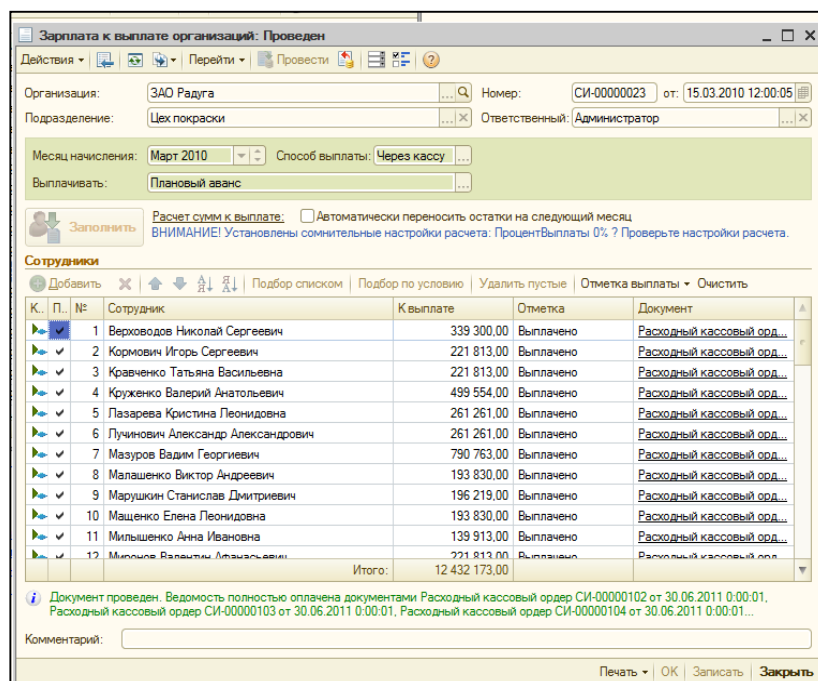 Зарплата к выплате организаций: Проведен
Действия Перейти Провести
Организация: ЗАО Радуга ... Номер: СИ-00000023 от: 15.03.2010 12:00:05
Подразделение: Цех покраски ... Ответственный: Администратор ...
Месяц начисления: Март 2010 Способ выплаты: Через кассу ...
Выплачивать: Плановый аванс ...
Заполнить Расчет сумм к выплате: Автоматически переносить остатки на следующий месяц
ВНИМАНИЕ! Установлены сомнительные настройки расчета: ПроцентВыплаты 0% ? Проверьте настройки расчета.
Сотрудники
Добавить Подбор списком Подбор по условию Удалить пустые Отметка выплаты Очистить
К.. П.. № Сотрудник К выплате Отметка Документ
1 Верховодов Николай Сергеевич 339 300,00 Выплачено Расходный кассовый орд...
2 Кормович Игорь Сергеевич 221 813,00 Выплачено Расходный кассовый орд...
3 Кравченко Татьяна Васильевна 221 813,00 Выплачено Расходный кассовый орд...
4 Круженко Валерий Анатольевич 499 554,00 Выплачено Расходный кассовый орд...
5 Лазарева Кристина Леонидовна 261 261,00 Выплачено Расходный кассовый орд...
6 Лучинович Александр Александрович 261 261,00 Выплачено Расходный кассовый орд...
7 Мазуров Вадим Георгиевич 790 763,00 Выплачено Расходный кассовый орд...
8 Малашенко Виктор Андреевич 193 830,00 Выплачено Расходный кассовый орд...
9 Марушкин Станислав Дмитриевич 196 219,00 Выплачено Расходный кассовый орд...
10 Мащенко Елена Леонидовна 193 830,00 Выплачено Расходный кассовый орд...
11 Милышенко Анна Ивановна 139 913,00 Выплачено Расходный кассовый орд...
12 Миронов Валентин Афанасьевич 221 813,00 Выплачено Расходный кассовый орд...
Итого: 12 432 173,00
Документ проведен. Ведомость полностью оплачена документами Расходный кассовый ордер СИ-00000102 от 30.06.2011 0:00:01,
Расходный кассовый ордер СИ-00000103 от 30.06.2011 0:00:01, Расходный кассовый ордер СИ-00000104 от 30.06.2011 0:00:01...
Комментарий:
Печать OK Записать Закрыть